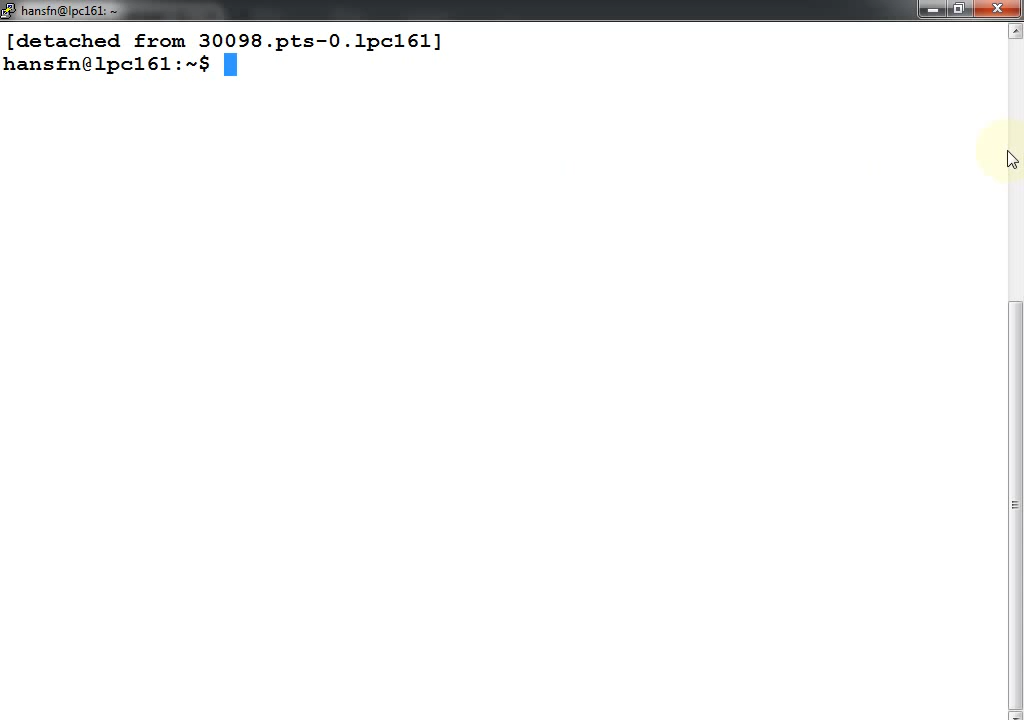 hansfn@lpc161: ~
[detached from 30098.pts-0.lpc161]
hansfn@lpc161:~$